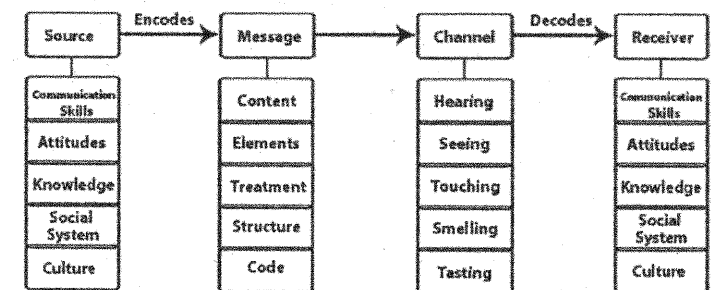 Encodes
Decodes
Source
Message
Channel
Receiver
Communication
Skills
Attitudes
Knowledge
Social
System
Culture
Content
Elements
Treatment
Structure
Code
Hearing
Seeing
Touching
Smelling
Tasting
Communication
Skills
Attitudes
Knowledge
Social
System
Culture